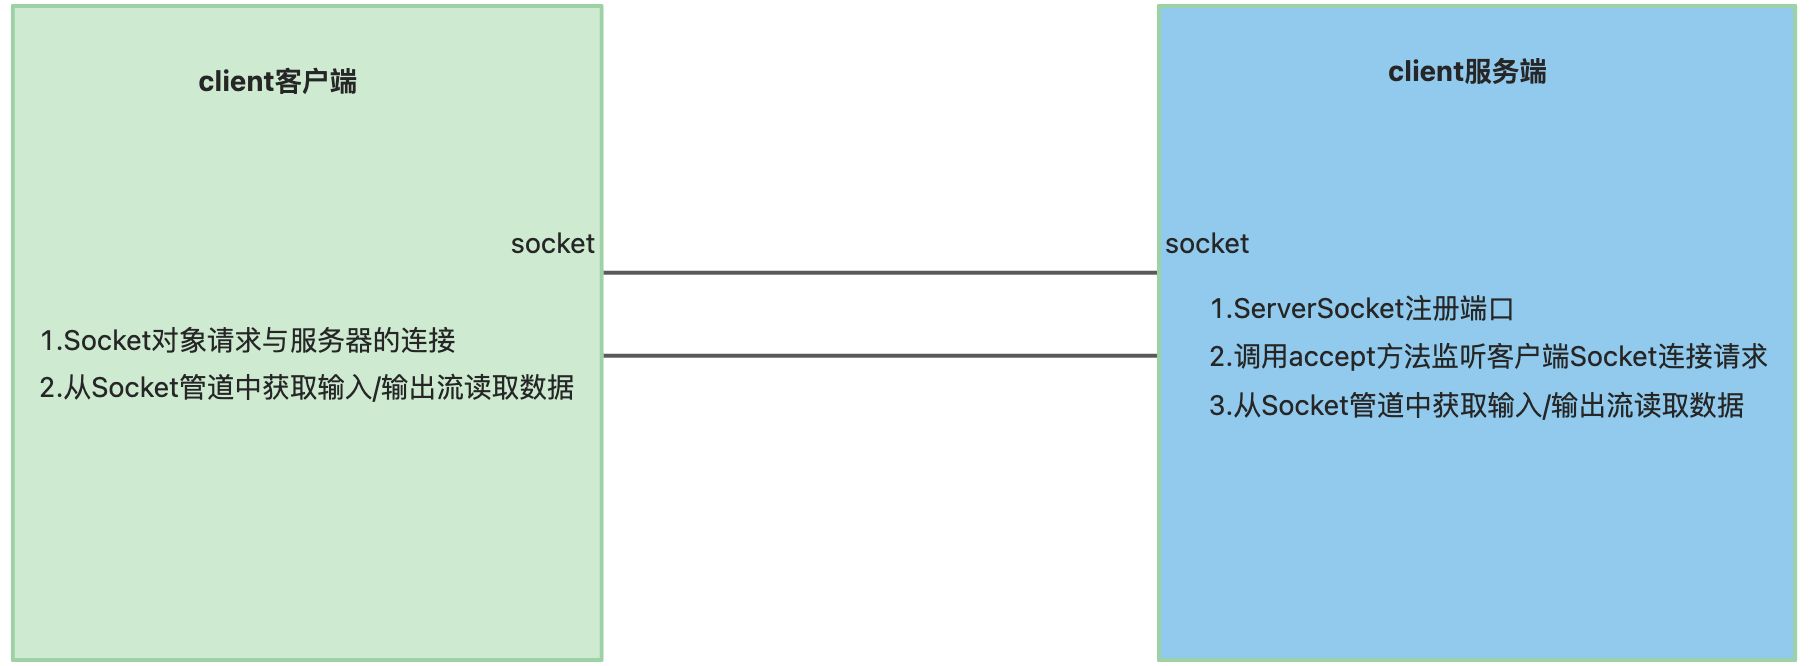 client客户端
socket
1.Socket对象请求与服务器的连接
2.从Socket管道中获取输入/输出流读取数据
client服务端
socket
1.ServerSocket注册端口
2.调用accept方法监听客户端Socket连接请求
3.从Socket管道中获取输入/输出流读取数据